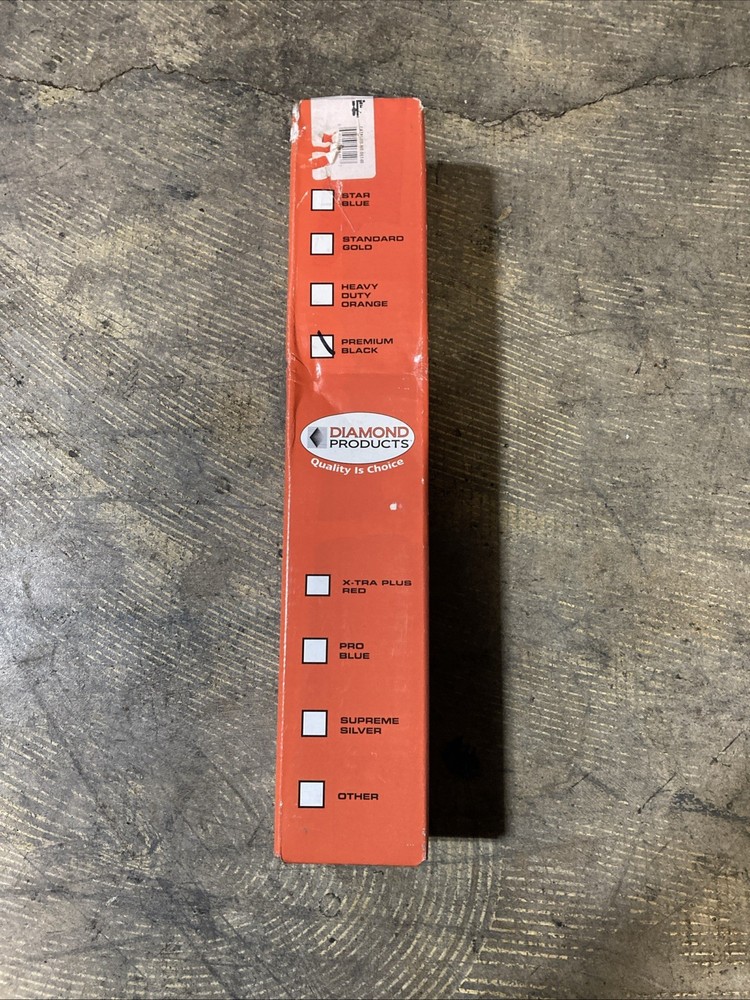 STAR
BLUE
STANDARD
GOLD
HEAVY
DUTY
ORANGE
PREMIUM
BLACK
DIAMOND
PRODUCTS
Quality Is Choice
X-TRA PLUS
RED
PRO
BLUE
SUPREME
SILVER
OTHER